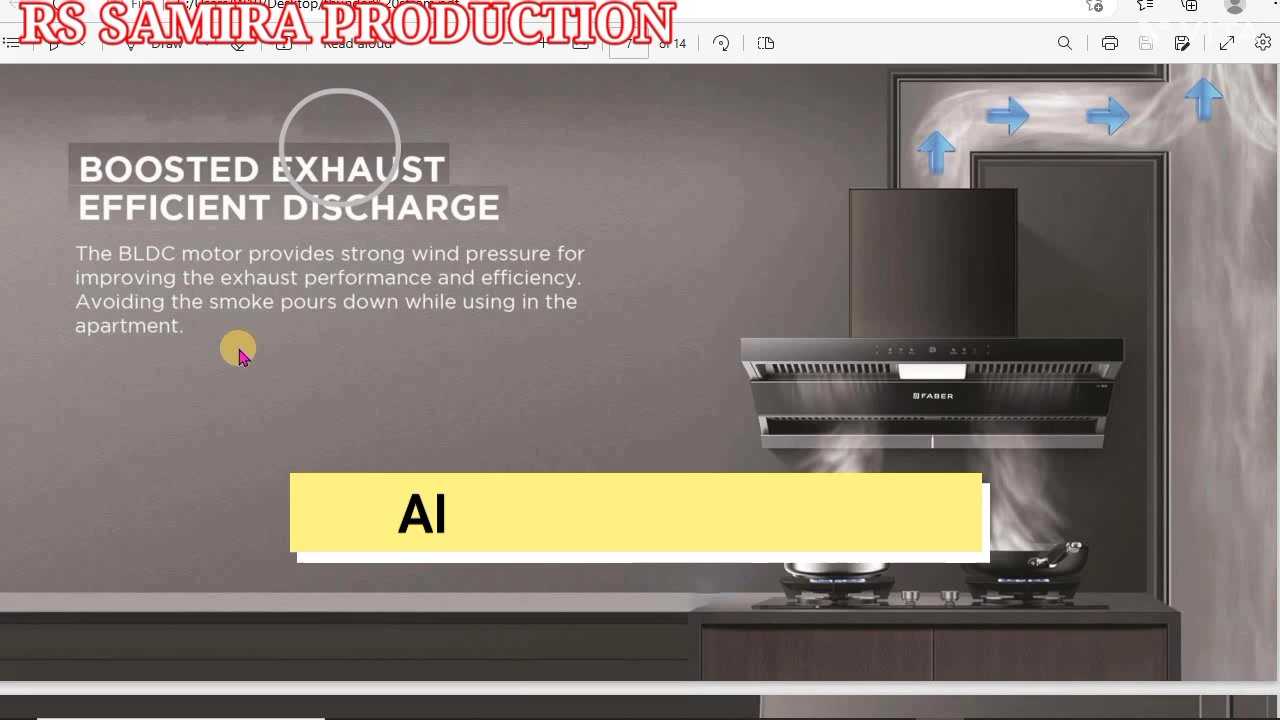 RS SAMIRA PRODUCTION
File
Draw
Read aloud
of 14
BOOSTED EXHAUST
EFFICIENT DISCHARGE
The BLDC motor provides strong wind pressure for
improving the exhaust performance and efficiency.
Avoiding the smoke pours down while using in the
apartment.
FABER
AI